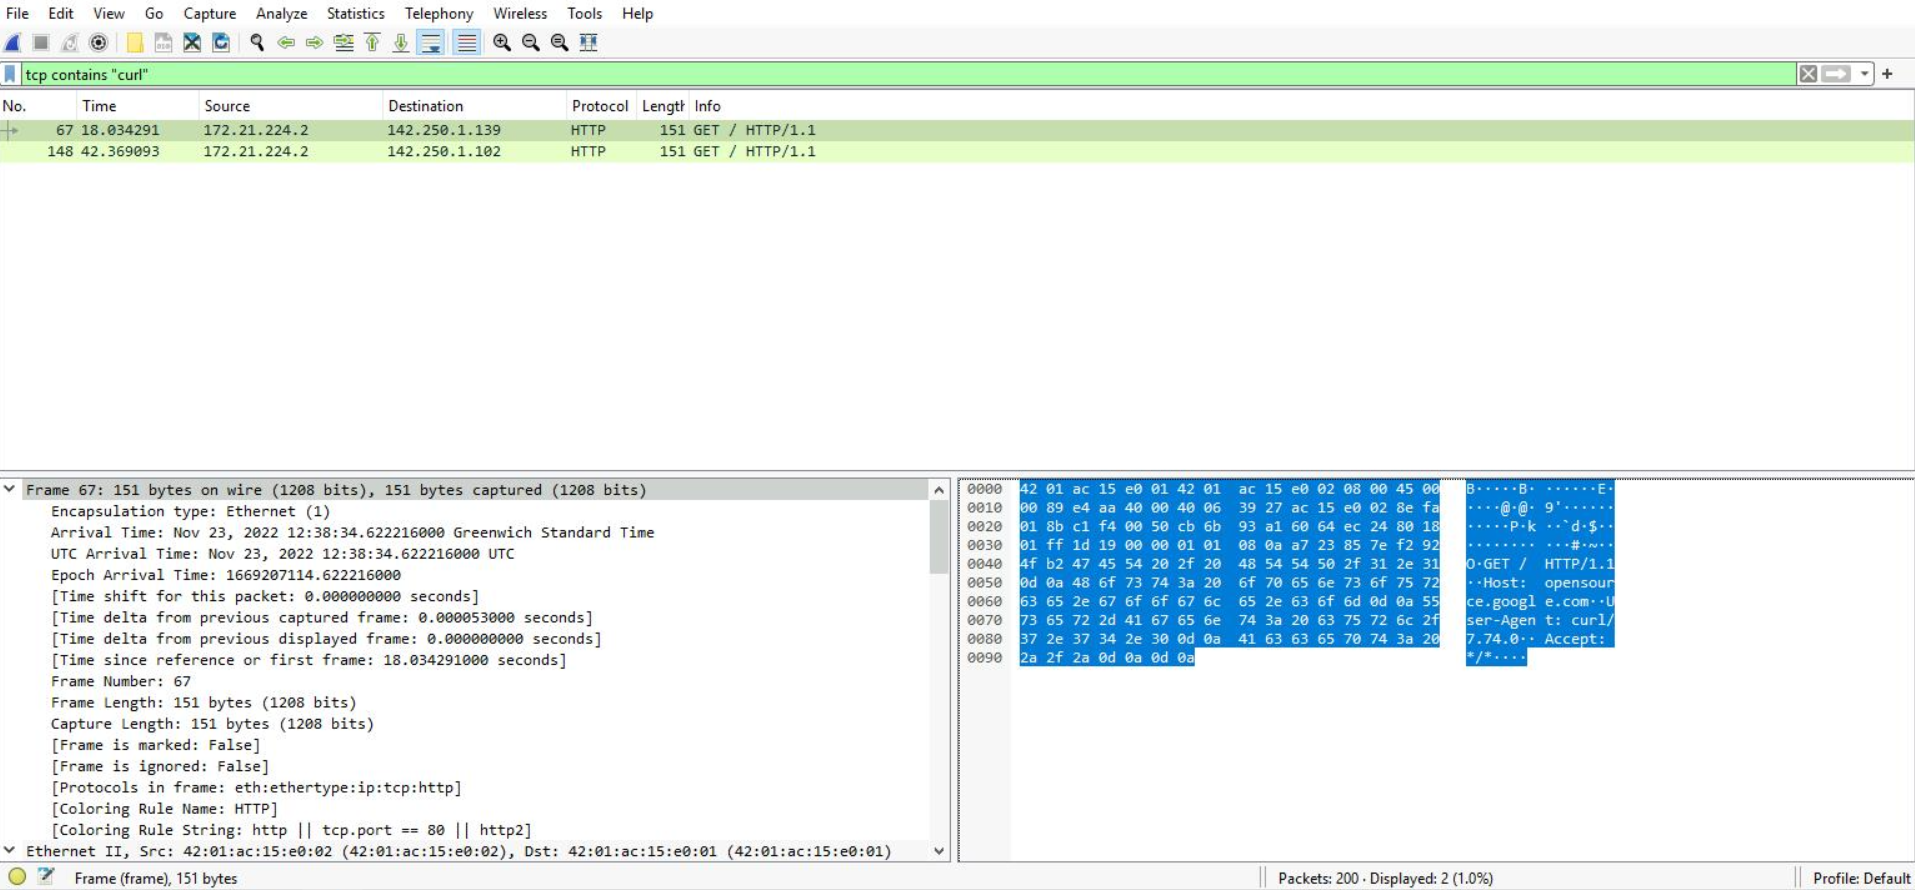 File Edit View Go Capture Analyze Statistics Telephony Wireless Tools Help
tcp contains "curl"
No. Time Source Destination Protocol Length Info
67 18.034291 172.21.224.2 142.250.1.139 HTTP 151 GET / HTTP/1.1
148 42.369093 172.21.224.2 142.250.1.102 HTTP 151 GET / HTTP/1.1
Frame 67: 151 bytes on wire (1208 bits), 151 bytes captured (1208 bits)
Encapsulation type: Ethernet (1)
Arrival Time: Nov 23, 2022 12:38:34.622216000 Greenwich Standard Time
UTC Arrival Time: Nov 23, 2022 12:38:34.622216000 UTC
Epoch Arrival Time: 1669207114.622216000
[Time shift for this packet: 0.000000000 seconds]
[Time delta from previous captured frame: 0.000053000 seconds]
[Time delta from previous displayed frame: 0.000000000 seconds]
[Time since reference or first frame: 18.034291000 seconds]
Frame Number: 67
Frame Length: 151 bytes (1208 bits)
Capture Length: 151 bytes (1208 bits)
[Frame is marked: False]
[Frame is ignored: False]
[Protocols in frame: eth:ethertype:ip:tcp:http]
[Coloring Rule Name: HTTP]
[Coloring Rule String: http || tcp.port == 80 || http2]
Ethernet II, Src: 42:01:ac:15:e0:02 (42:01:ac:15:e0:02), Dst: 42:01:ac:15:e0:01 (42:01:ac:15:e0:01)
0000 42 01 ac 15 e0 01 42 01 ac 15 e0 02 08 00 45 00 B·····B· ······E·
0010 00 89 e4 aa 40 00 40 06 39 27 ac 15 e0 02 8e fa ····@·@· 9'······
0020 01 8b c1 f4 00 50 cb 6b 93 a1 60 64 ec 24 80 18 ·····P·k ··`d·$··
0030 01 ff 1d 19 00 00 01 01 08 0a a7 23 85 7e f2 92 ········ ···#·~··
0040 4f b2 47 45 54 20 2f 20 48 54 54 50 2f 31 2e 31 O·GET / HTTP/1.1
0050 0d 0a 48 6f 73 74 3a 20 6f 70 65 6e 73 6f 75 72 ··Host: opensour
0060 63 65 2e 67 6f 6f 67 6c 65 2e 63 6f 6d 0d 0a 55 ce.googl e.com··U
0070 73 65 72 2d 41 67 65 6e 74 3a 20 63 75 72 6c 2f ser-Agen t: curl/
0080 37 2e 37 34 2e 30 0d 0a 41 63 63 65 70 74 3a 20 7.74.0·· Accept:
0090 2a 2f 2a 0d 0a 0d 0a */*····
Frame (frame), 151 bytes
Packets: 200 · Displayed: 2 (1.0%)
Profile: Default